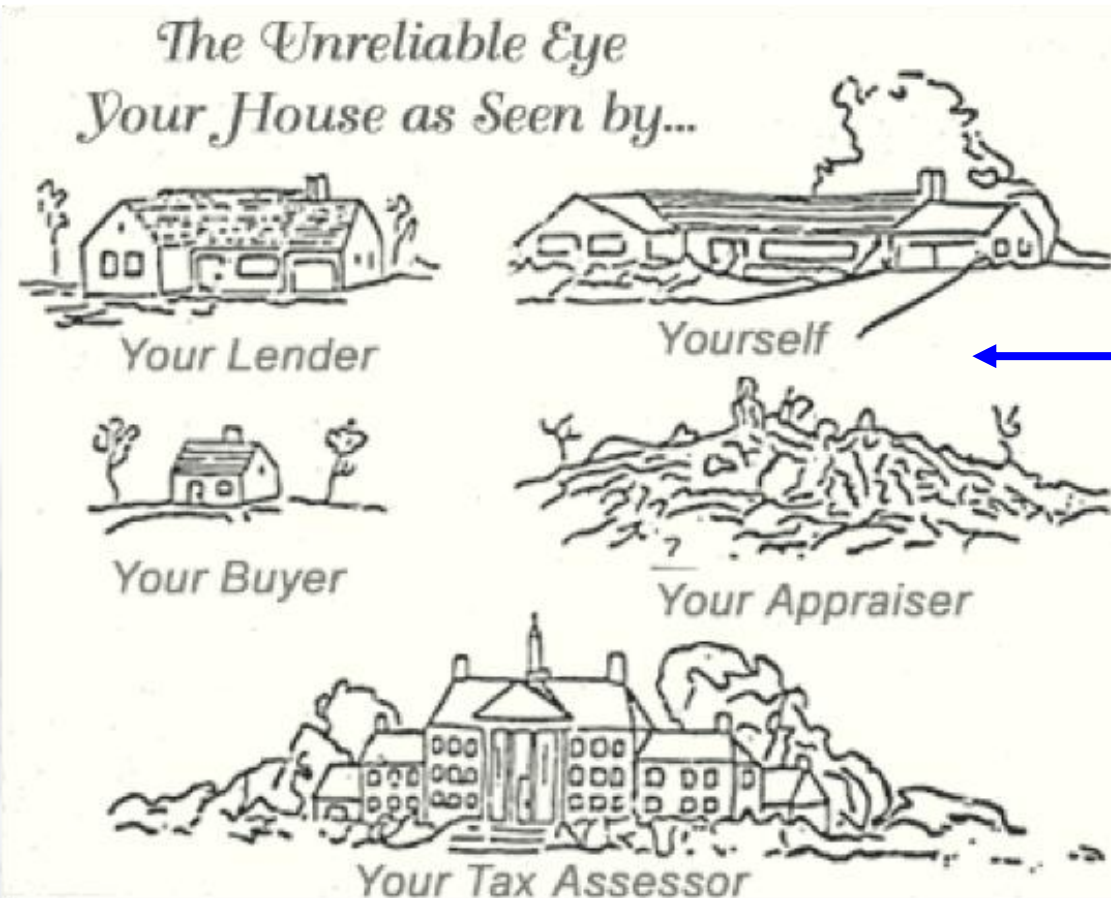 The Unreliable Eye
Your House as Seen by...
Your Lender
Yourself
Your Buyer
?
Your Appraiser
Your Tax Assessor